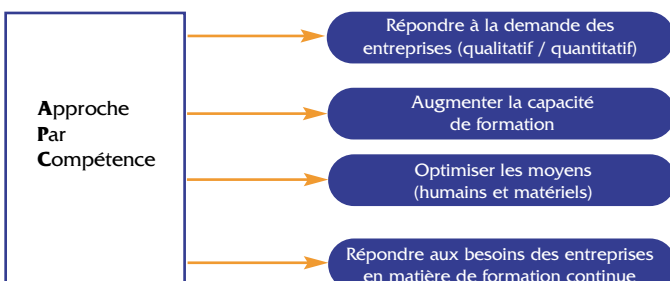 Approche
Par
Compétence
Répondre à la demande des
entreprises (qualitatif / quantitatif)
Augmenter la capacité
de formation
Optimiser les moyens
(humains et matériels)
Répondre aux besoins des entreprises
en matière de formation continue